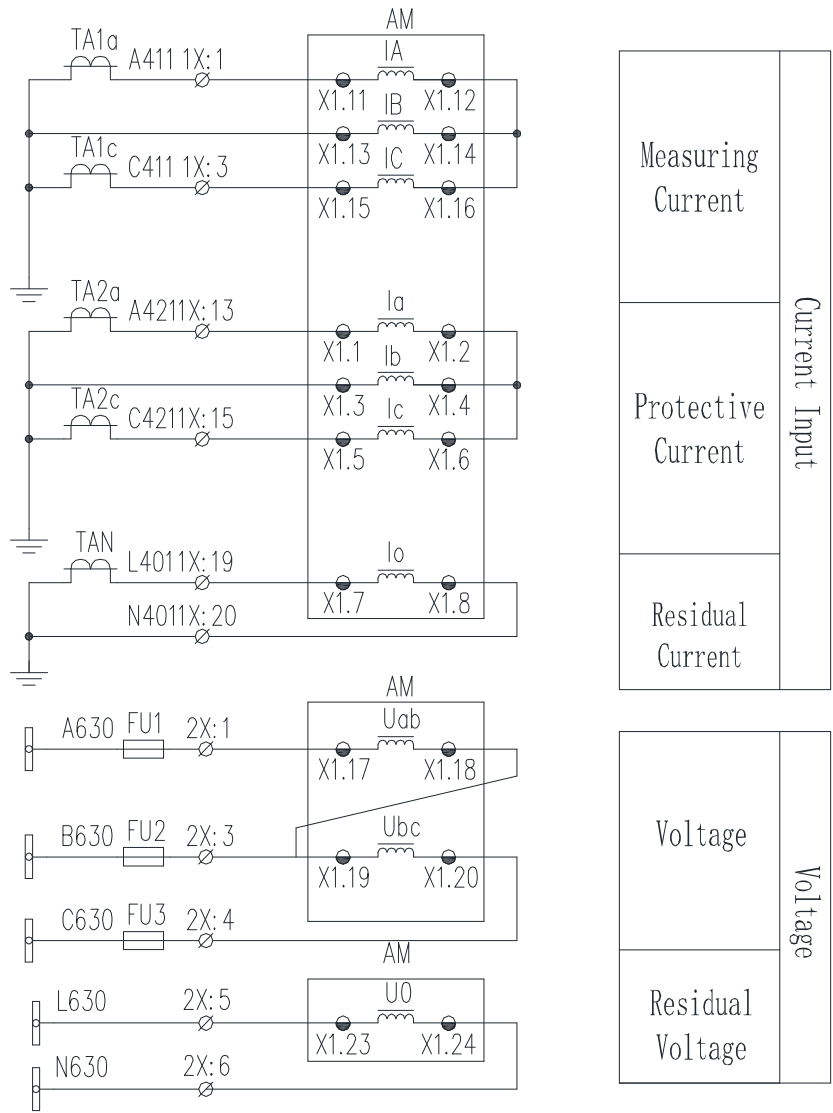 AM
TA1a A411 1X:1 IA
X1.11 X1.12
IB
X1.13 X1.14
TA1c C411 1X:3 IC
X1.15 X1.16
Measuring
Current
TA2a A4211X:13 Ia
X1.1 X1.2
Ib
X1.3 X1.4
TA2c C4211X:15 Ic
X1.5 X1.6
Protective
Current
TAN L4011X:19 Io
X1.7 X1.8
N4011X:20
Residual
Current
Current Input
AM
A630 FU1 2X:1 Uab
X1.17 X1.18
B630 FU2 2X:3 Ubc
X1.19 X1.20
C630 FU3 2X:4
Voltage
AM
L630 2X:5 U0
X1.23 X1.24
N630 2X:6
Residual
Voltage
Voltage